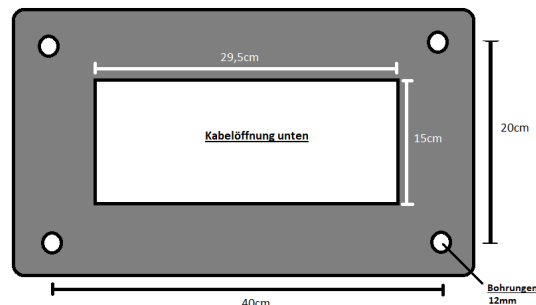 29,5cm
Kabelöffnung unten
15cm
20cm
Bohrungen
12mm
40cm